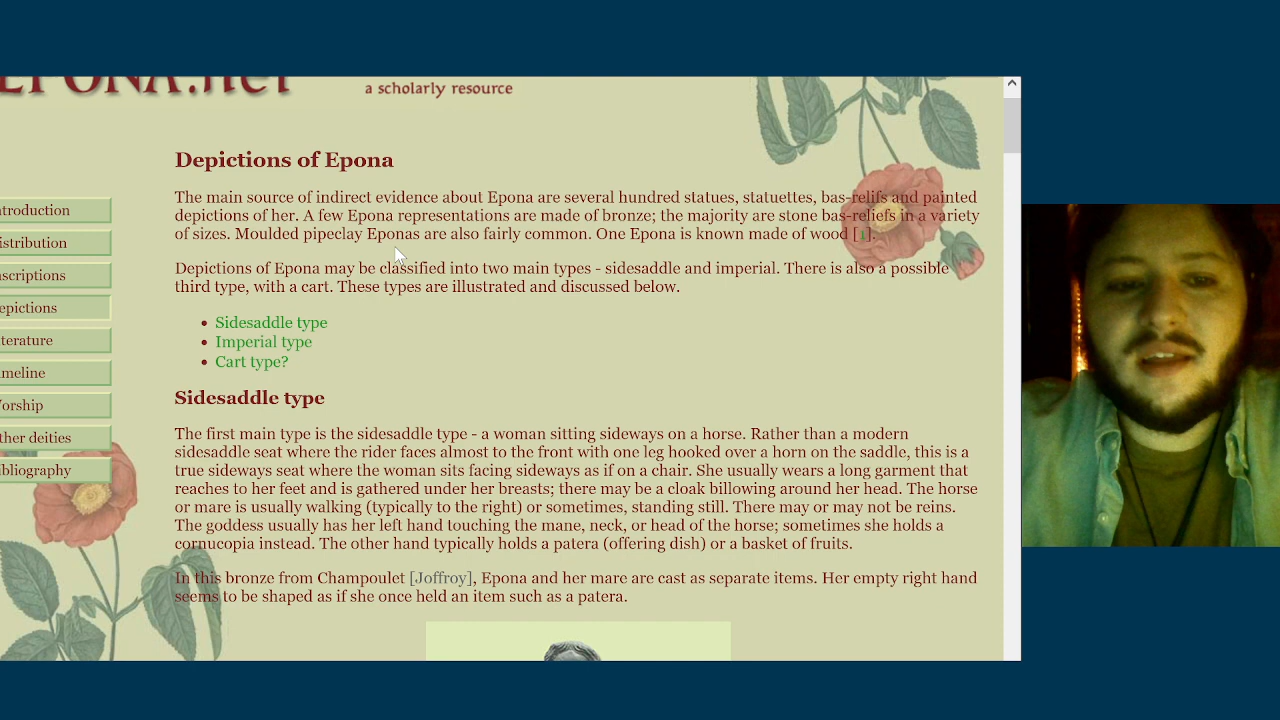 EPONA.net
a scholarly resource
Depictions of Epona
The main source of indirect evidence about Epona are several hundred statues, statuettes, bas-relifs and painted
depictions of her. A few Epona representations are made of bronze; the majority are stone bas-reliefs in a variety
of sizes. Moulded pipeclay Eponas are also fairly common. One Epona is known made of wood [1].
Depictions of Epona may be classified into two main types - sidesaddle and imperial. There is also a possible
third type, with a cart. These types are illustrated and discussed below.
• Sidesaddle type
• Imperial type
• Cart type?
Sidesaddle type
The first main type is the sidesaddle type - a woman sitting sideways on a horse. Rather than a modern
sidesaddle seat where the rider faces almost to the front with one leg hooked over a horn on the saddle, this is a
true sideways seat where the woman sits facing sideways as if on a chair. She usually wears a long garment that
reaches to her feet and is gathered under her breasts; there may be a cloak billowing around her head. The horse
or mare is usually walking (typically to the right) or sometimes, standing still. There may or may not be reins.
The goddess usually has her left hand touching the mane, neck, or head of the horse; sometimes she holds a
cornucopia instead. The other hand typically holds a patera (offering dish) or a basket of fruits.
In this bronze from Champoulet [Joffroy], Epona and her mare are cast as separate items. Her empty right hand
seems to be shaped as if she once held an item such as a patera.
ntroduction
istribution
scriptions
epictions
terature
meline
orship
ther deities
bliography